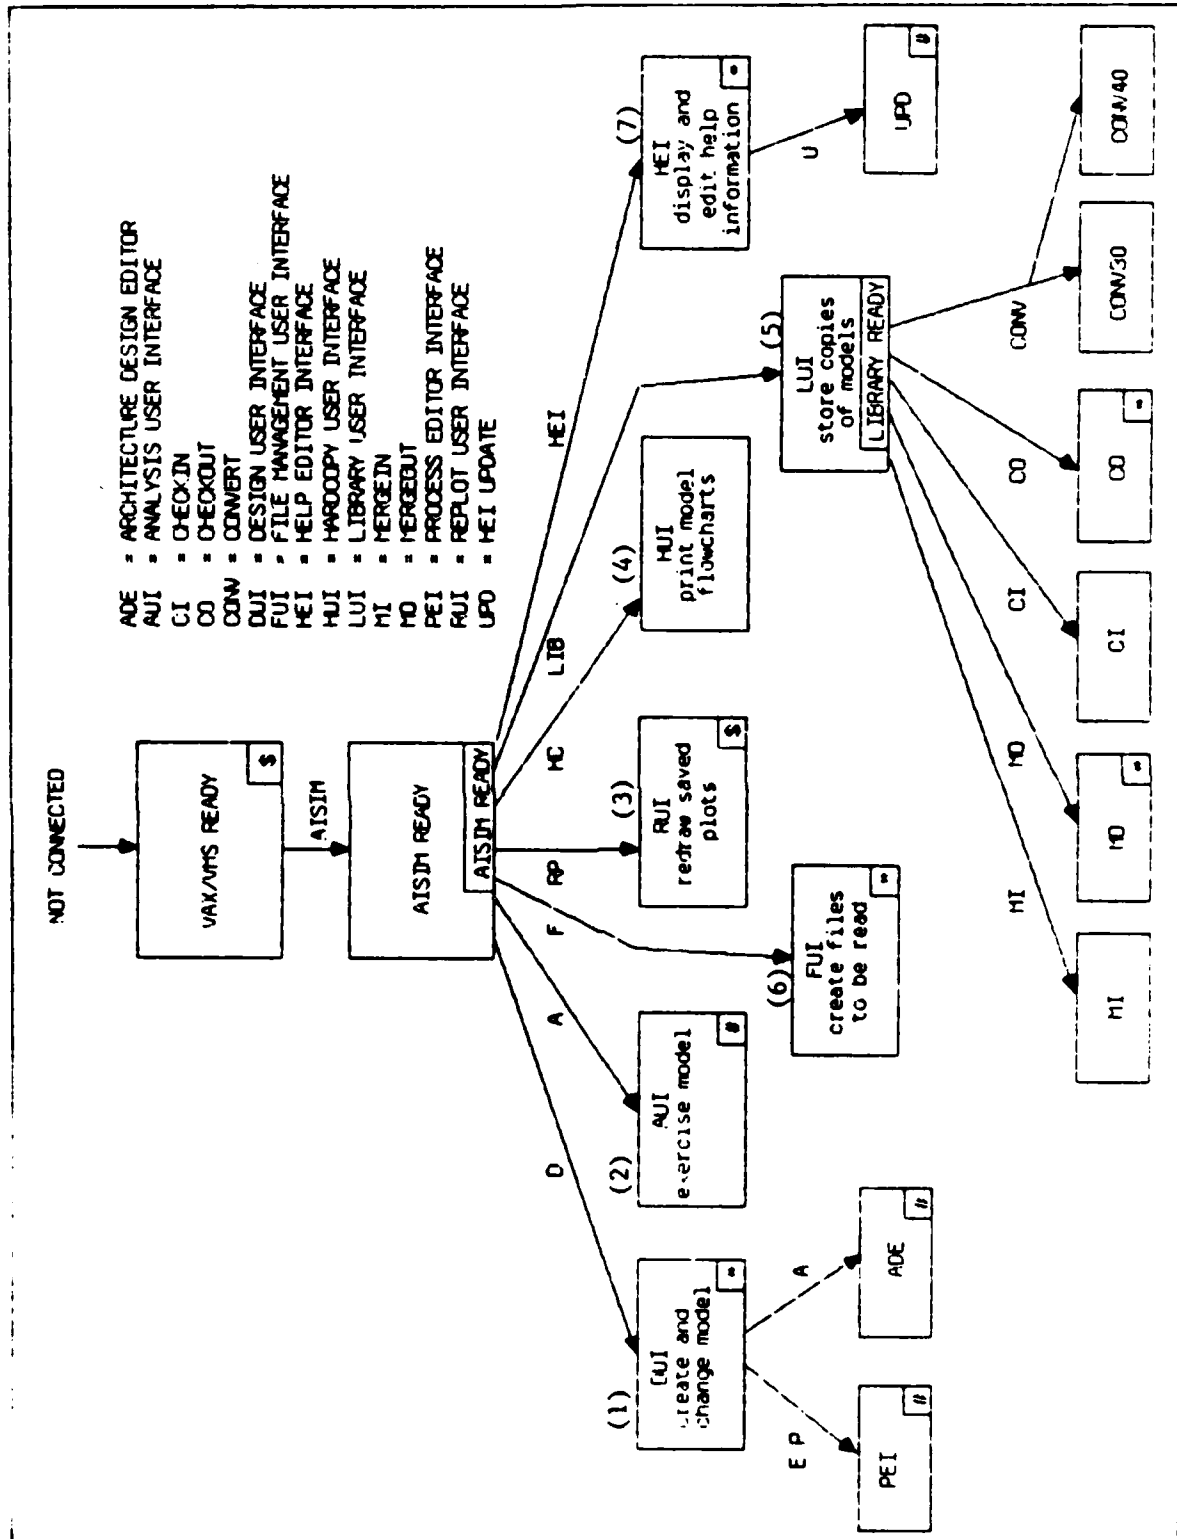 NOT CONNECTED
VAX/VMS READY
$
AISIM
AISIM READY
AISIM READY
ADE = ARCHITECTURE DESIGN EDITOR
AUI = ANALYSIS USER INTERFACE
CI = CHECKIN
CO = CHECKOUT
CONV = CONVERT
DUI = DESIGN USER INTERFACE
FUI = FILE MANAGEMENT USER INTERFACE
HEI = HELP EDITOR INTERFACE
HUI = HARDCOPY USER INTERFACE
LUI = LIBRARY USER INTERFACE
MI = MERGEIN
MO = MERGEOUT
PEI = PROCESS EDITOR INTERFACE
RUI = REPLOT USER INTERFACE
UPD = HEI UPDATE
D
A
F
RP
HC
LIB
HEI
(1)
DUI
create and
change model
*
(2)
AUI
exercise model
#
(3)
RUI
redraw saved
plots
$
(4)
HUI
print model
flowcharts
(7)
HEI
display and
edit help
information
*
(6)
FUI
create files
to be read
*
(5)
LUI
store copies
of models
LIBRARY READY
E P
A
U
PEI
#
ADE
#
UPD
#
MI
MO
CI
CO
CONV
MI
MO
*
CI
CO
*
CONV30
CONV40